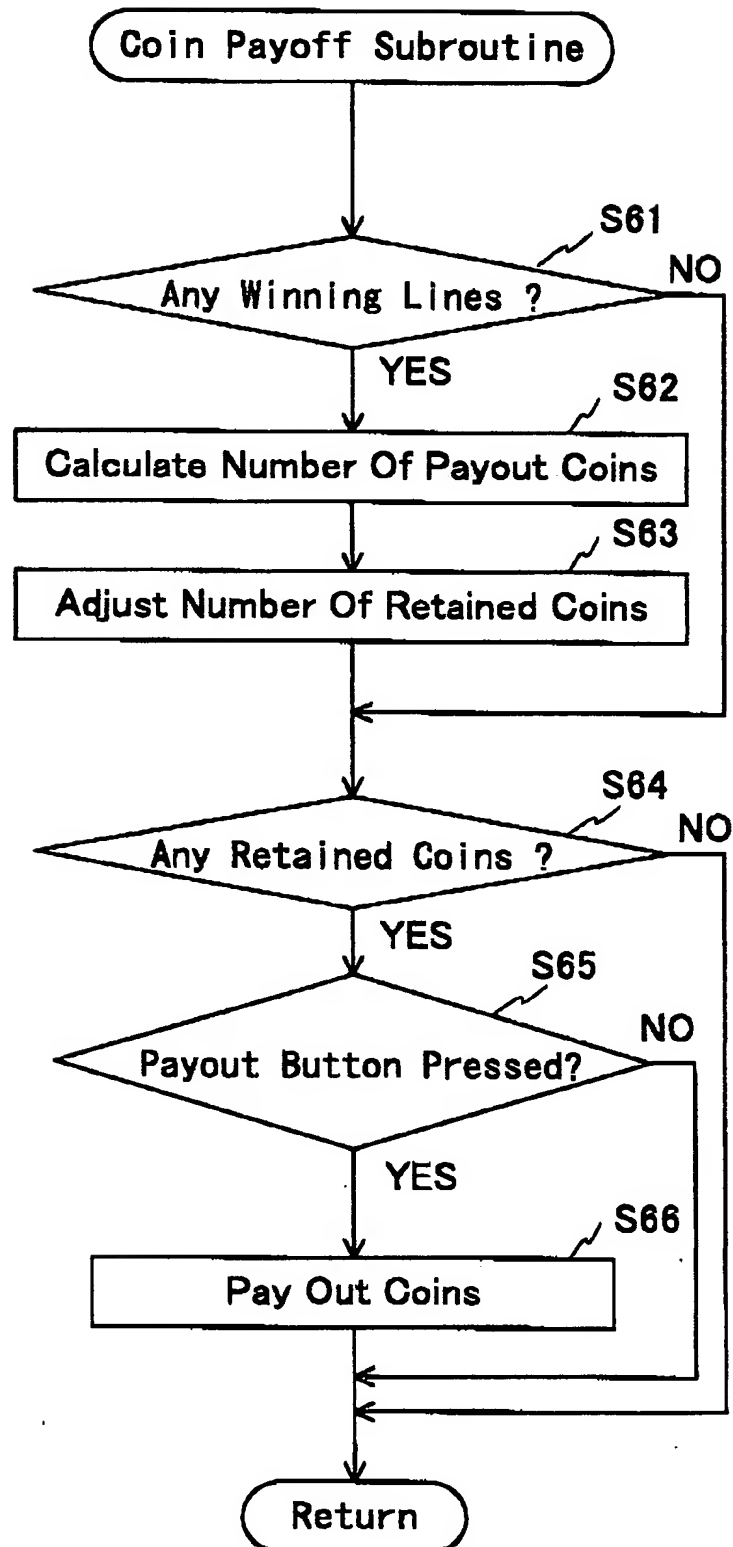 Coin Payoff Subroutine
S61
NO
Any Winning Lines ?
YES
S62
Calculate Number Of Payout Coins
S63
Adjust Number Of Retained Coins
S64
NO
Any Retained Coins ?
YES
S65
NO
Payout Button Pressed?
YES
S66
Pay Out Coins
Return